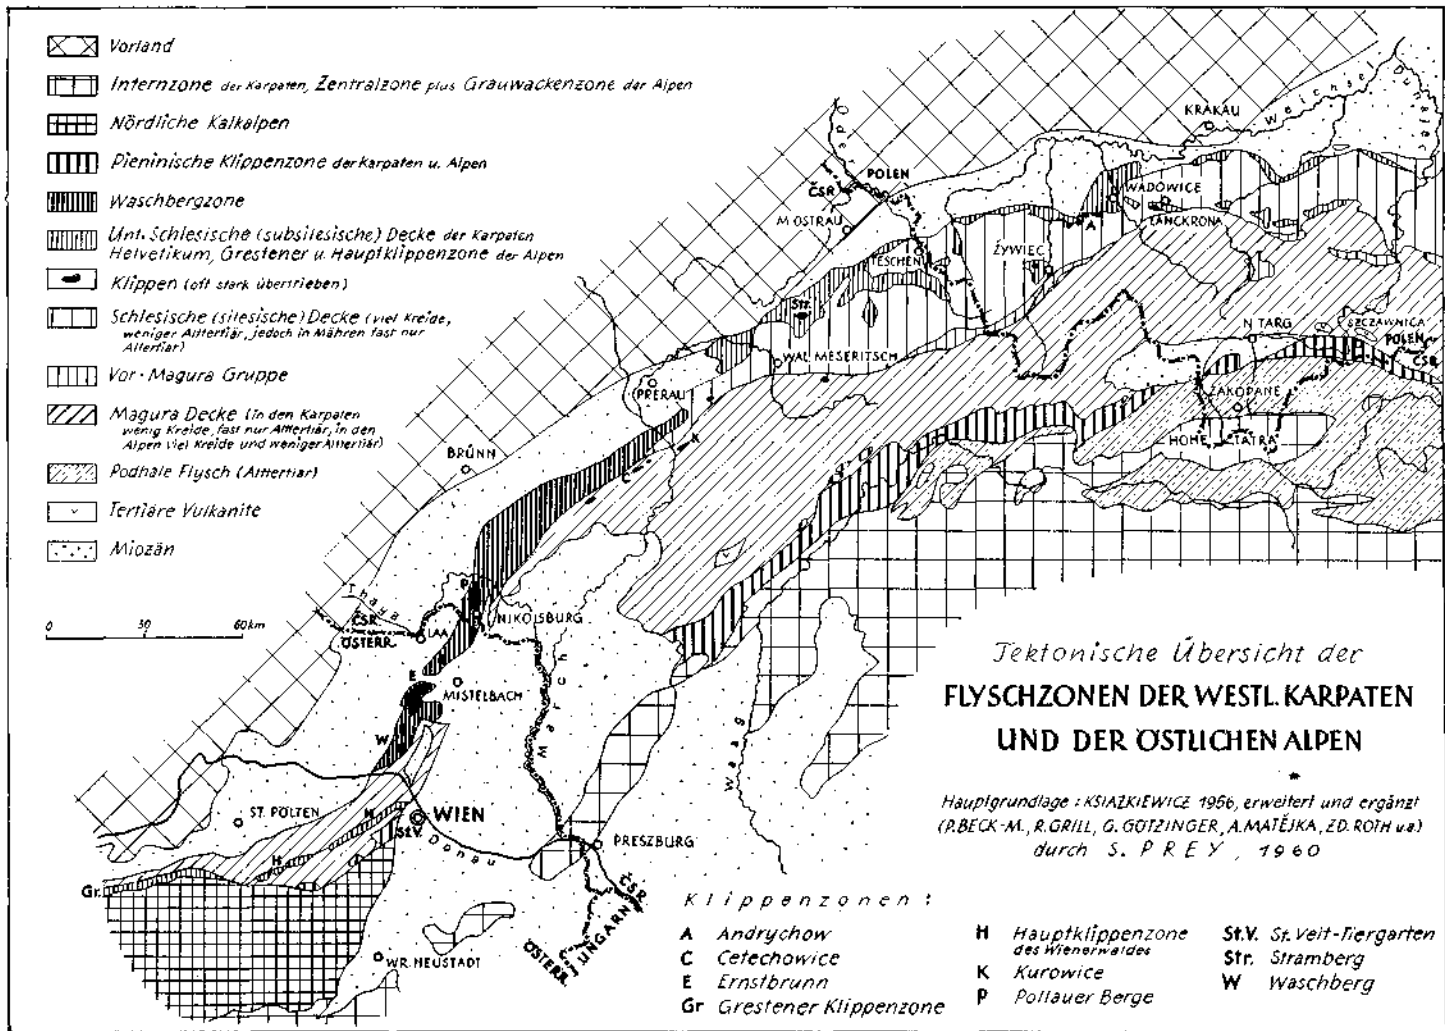 Vorland
Internzone der Karpaten, Zentralzone plus Grauwackenzone der Alpen
Nördliche Kalkalpen
Pieninische Klippenzone der Karpaten u. Alpen
Waschbergzone
Unt. Schlesische (subsilesische) Decke der Karpaten
Helvetikum, Grestener u. Hauptklippenzone der Alpen
Klippen (oft stark übertrieben)
Schlesische (silesische) Decke (viel Kreide,
weniger Alttertiär, jedoch in Mähren fast nur
Alttertiär)
Vor-Magura Gruppe
Magura Decke (in den Karpaten
wenig Kreide, fast nur Alttertiär, in den
Alpen viel Kreide und weniger Alttertiär)
Podhale Flysch (Alttertiär)
Tertiäre Vulkanite
Miozän
0 30 60 km
Oder
Weichsel
Dunajec
KRAKAU
ČSR
POLEN
M. OSTRAU
WADOWICE
LANCKRONA
A
TESCHEN
ŻYWIEC
Str.
WAL. MESERITSCH
N. TARG
SZCZAWNICA
POLEN
ČSR
PRERAU
ZAKOPANE
HOHE TATRA
K
C
BRÜNN
P
Thaya
ČSR.
ÖSTERR.
LAA
NIKOLSBURG
E
MISTELBACH
March
Waag
W
ST. PÖLTEN
H
WIEN
St.V.
Donau
H
PRESZBURG
Gr.
ČSR.
UNGARN
ÖSTERR.
WR. NEUSTADT
Tektonische Übersicht der
FLYSCHZONEN DER WESTL. KARPATEN
UND DER ÖSTLICHEN ALPEN
*
Hauptgrundlage: KSIAZKIEWICZ 1956, erweitert und ergänzt
(P. BECK-M., R. GRILL, G. GÖTZINGER, A. MATĚJKA, ZD. ROTH u.a.)
durch S. PREY, 1960
Klippenzonen:
A Andrychow
C Cetechowice
E Ernstbrunn
Gr Grestener Klippenzone
H Hauptklippenzone
des Wienerwaldes
K Kurowice
P Pollauer Berge
St.V. St. Veit-Tiergarten
Str. Stramberg
W Waschberg